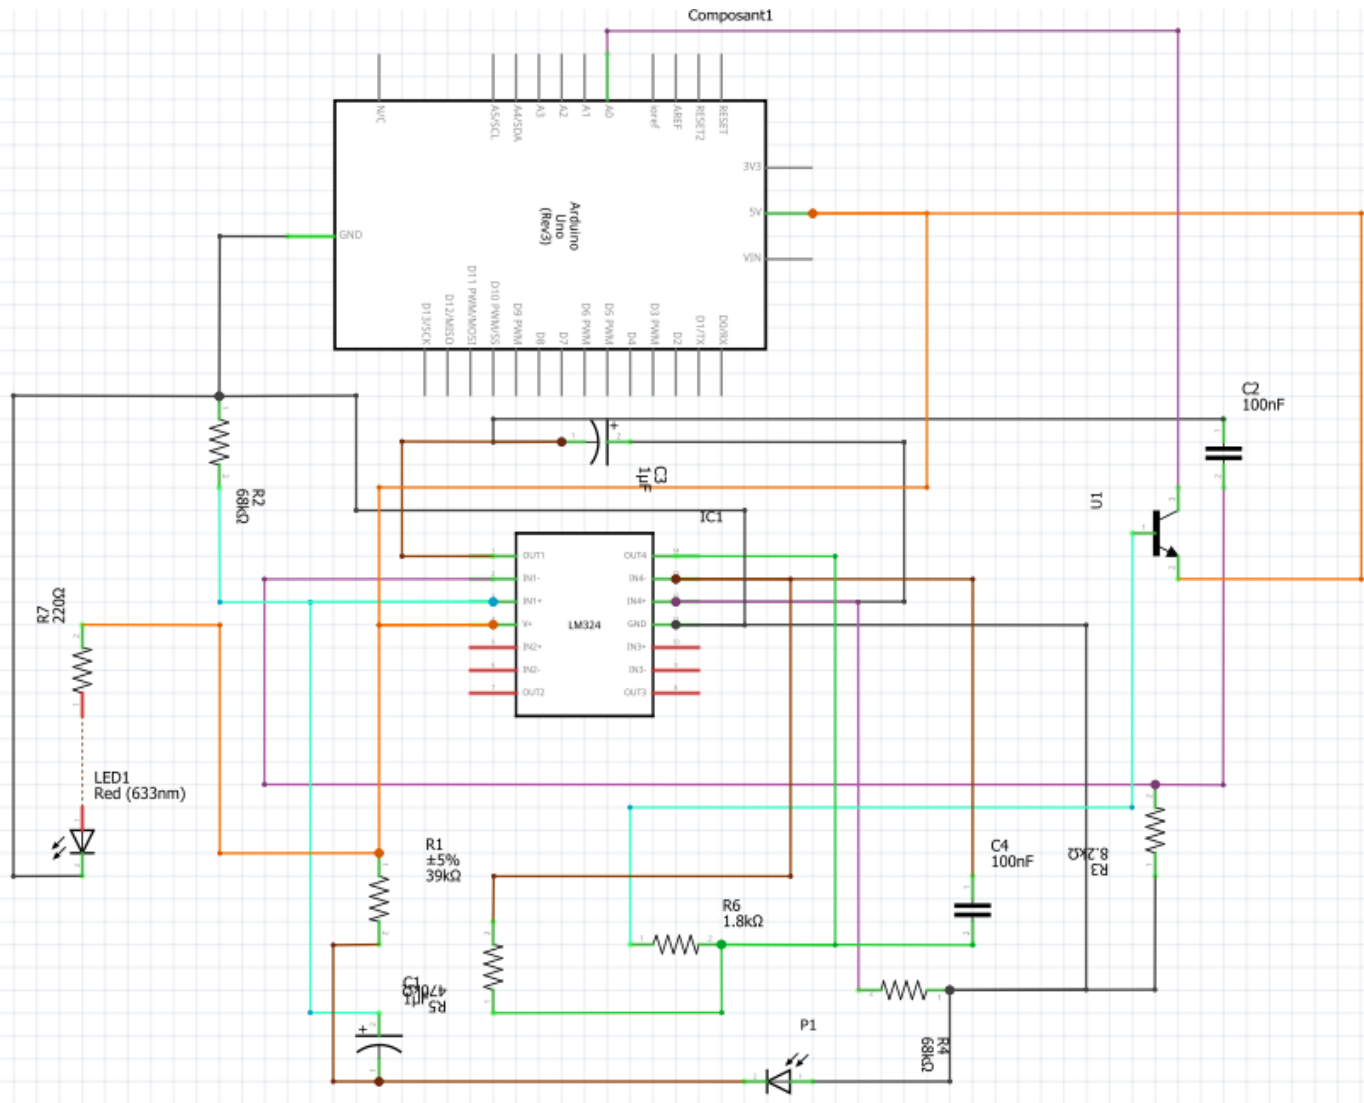 Composant1
N/C
A5/SCL
A4/SDA
A3
A2
A1
A0
ioref
AREF
RESET2
RESET
3V3
5V
VIN
GND
Arduino
Uno
(Rev3)
D13/SCK
D12/MISO
D11 PWM/MOSI
D10 PWM/SS
D9 PWM
D8
D7
D6 PWM
D5 PWM
D4
D3 PWM
D2
D1/TX
D0/RX
C2
100nF
+
C3
1µF
R2
68kΩ
U1
IC1
OUT1
IN1-
IN1+
V+
IN2+
IN2-
OUT2
LM324
OUT4
IN4-
IN4+
GND
IN3+
IN3-
OUT3
R7
220Ω
LED1
Red (633nm)
R1
±5%
39kΩ
C4
100nF
R3
8.2kΩ
R6
1.8kΩ
C1
1µF
R5
470kΩ
+
P1
R4
68kΩ